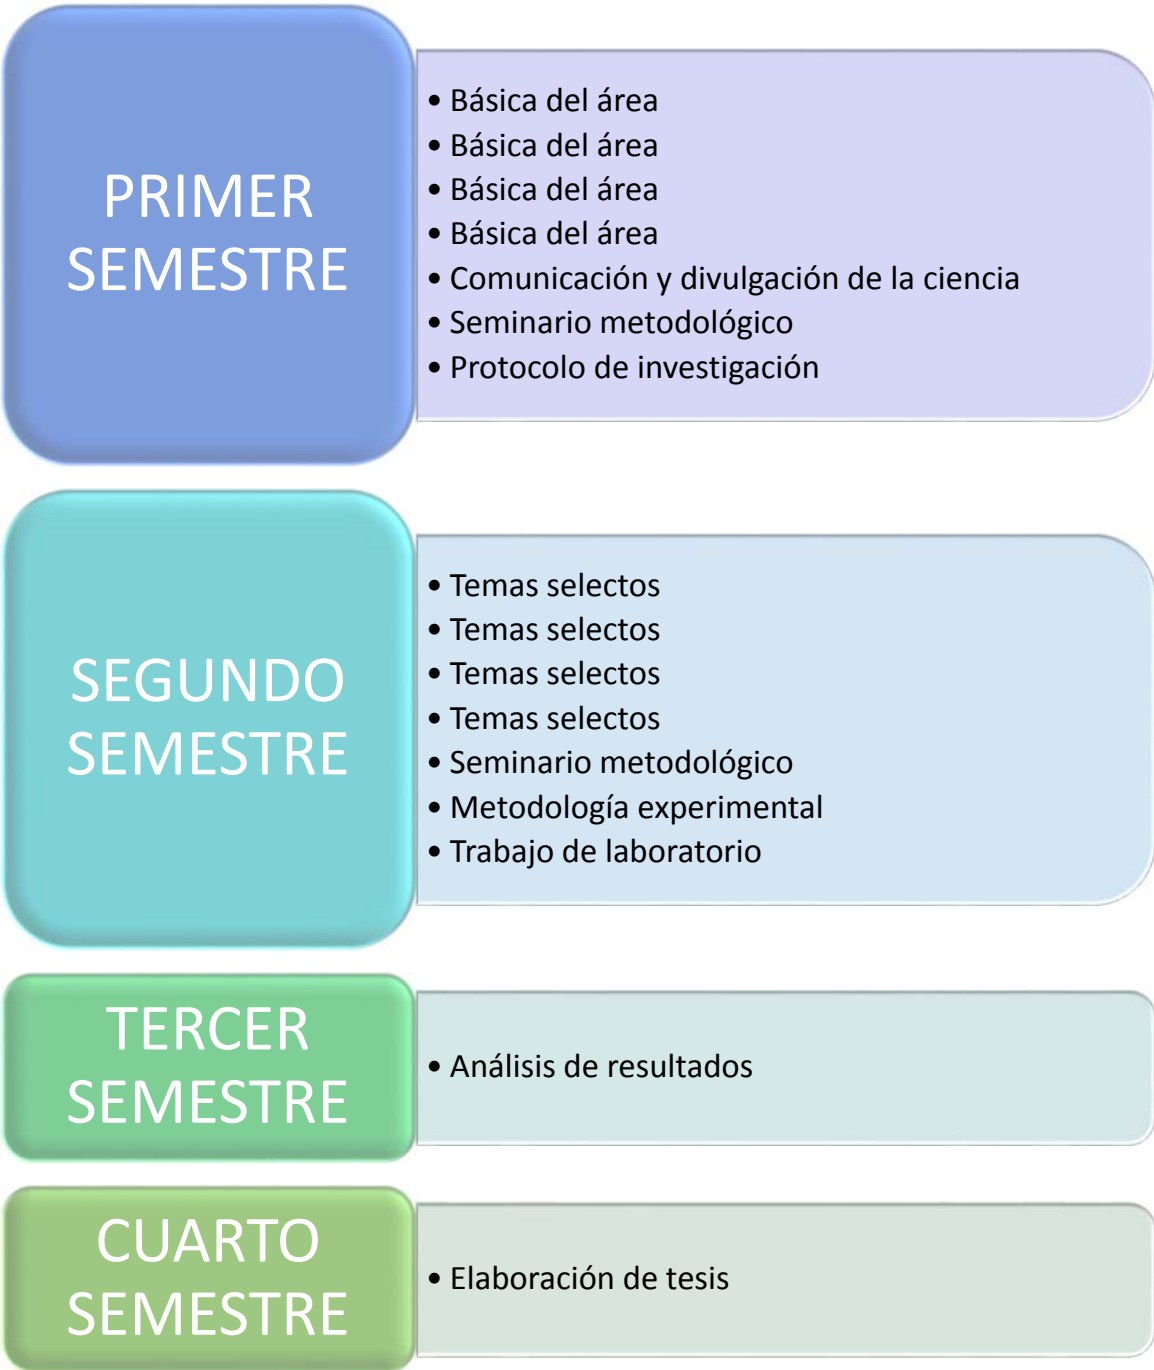 PRIMER
SEMESTRE
• Básica del área
• Básica del área
• Básica del área
• Básica del área
• Comunicación y divulgación de la ciencia
• Seminario metodológico
• Protocolo de investigación
SEGUNDO
SEMESTRE
• Temas selectos
• Temas selectos
• Temas selectos
• Temas selectos
• Seminario metodológico
• Metodología experimental
• Trabajo de laboratorio
TERCER
SEMESTRE
• Análisis de resultados
CUARTO
SEMESTRE
• Elaboración de tesis